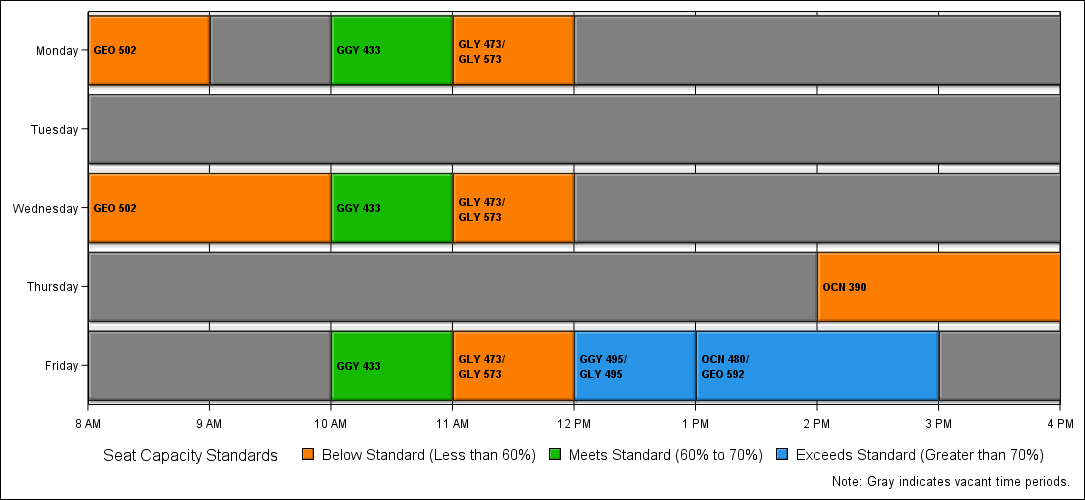 Monday
GEO 502
GGY 433
GLY 473/
GLY 573
Tuesday
Wednesday
GEO 502
GGY 433
GLY 473/
GLY 573
Thursday
OCN 390
Friday
GGY 433
GLY 473/
GLY 573
GGY 495/
GLY 495
OCN 480/
GEO 592
8 AM 9 AM 10 AM 11 AM 12 PM 1 PM 2 PM 3 PM 4 PM
Seat Capacity Standards Below Standard (Less than 60%) Meets Standard (60% to 70%) Exceeds Standard (Greater than 70%)
Note: Gray indicates vacant time periods.